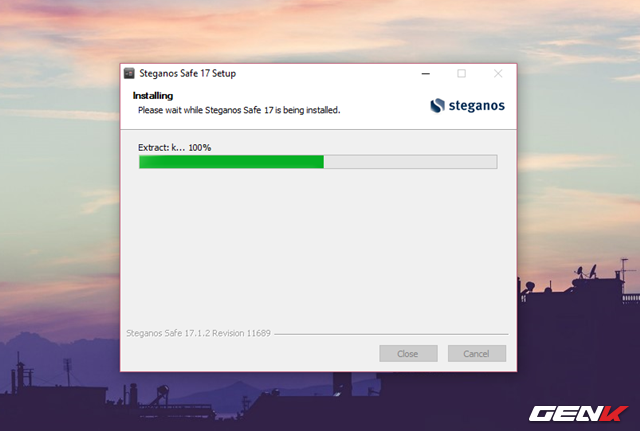 Steganos Safe 17 Setup
Installing
Please wait while Steganos Safe 17 is being installed.
steganos
Extract: k... 100%
Steganos Safe 17.1.2 Revision 11689
Close
Cancel
GENK